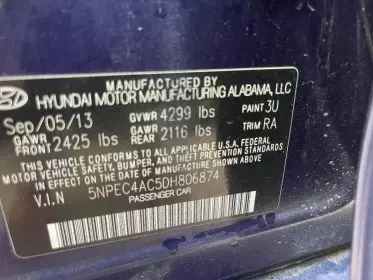 MANUFACTURED BY
HYUNDAI MOTOR MANUFACTURING ALABAMA, LLC
Sep/05/13 GVWR 4299 lbs PAINT 3U
GAWR FRONT 2425 lbs GAWR REAR 2116 lbs TRIM RA
THIS VEHICLE CONFORMS TO ALL APPLICABLE U.S.A FEDERAL
MOTOR VEHICLE SAFETY, BUMPER, AND THEFT PREVENTION
STANDARDS IN EFFECT ON THE DATE OF MANUFACTURE
SHOWN ABOVE.
V.I.N 5NPEC4AC5DH806874
PASSENGER CAR